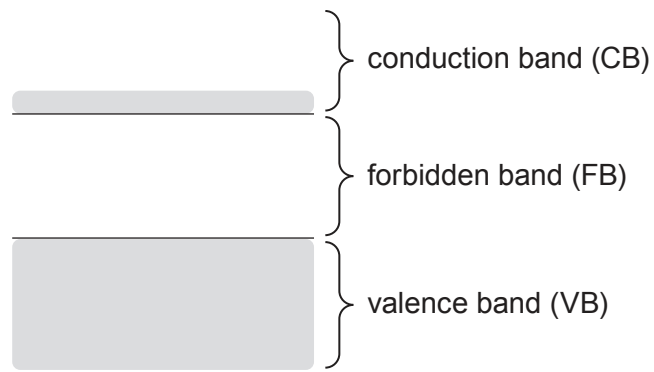 conduction band (CB)
forbidden band (FB)
valence band (VB)